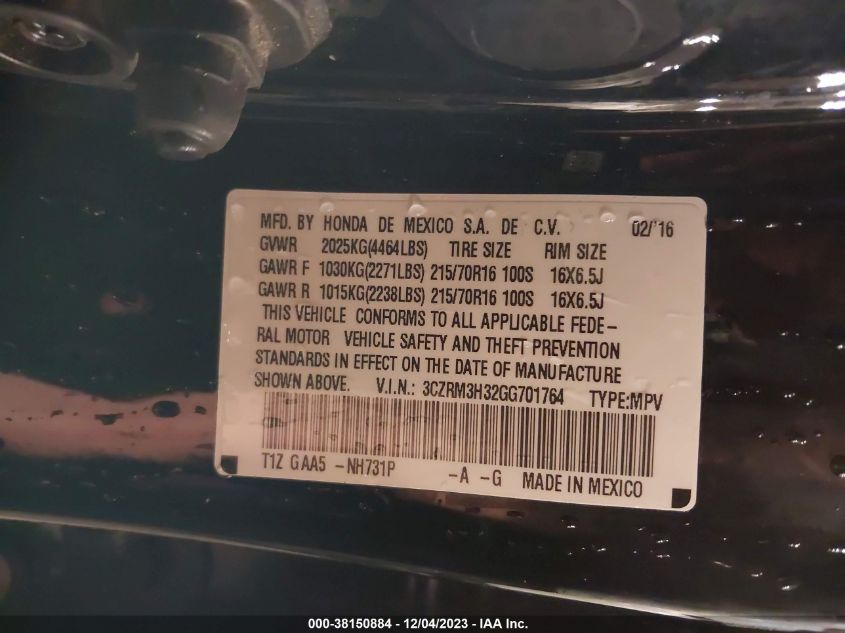 MFD. BY HONDA DE MEXICO S.A. DE C.V. 02/'16
GVWR 2025KG(4464LBS) TIRE SIZE RIM SIZE
GAWR F 1030KG(2271LBS) 215/70R16 100S 16X6.5J
GAWR R 1015KG(2238LBS) 215/70R16 100S 16X6.5J
THIS VEHICLE CONFORMS TO ALL APPLICABLE FEDE-
RAL MOTOR VEHICLE SAFETY AND THEFT PREVENTION
STANDARDS IN EFFECT ON THE DATE OF MANUFACTURE
SHOWN ABOVE. V.I.N.: 3CZRM3H32GG701764 TYPE:MPV
T1Z GAA5 -NH731P -A -G MADE IN MEXICO
000-38150884 - 12/04/2023 - IAA Inc.